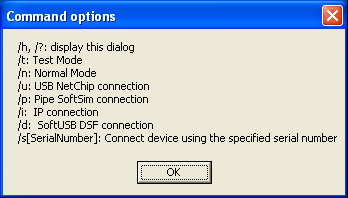 Command options
/h, /?: display this dialog
/t: Test Mode
/n: Normal Mode
/u: USB NetChip connection
/p: Pipe SoftSim connection
/i:  IP connection
/d:  SoftUSB DSF connection
/s[SerialNumber]: Connect device using the specified serial number
OK